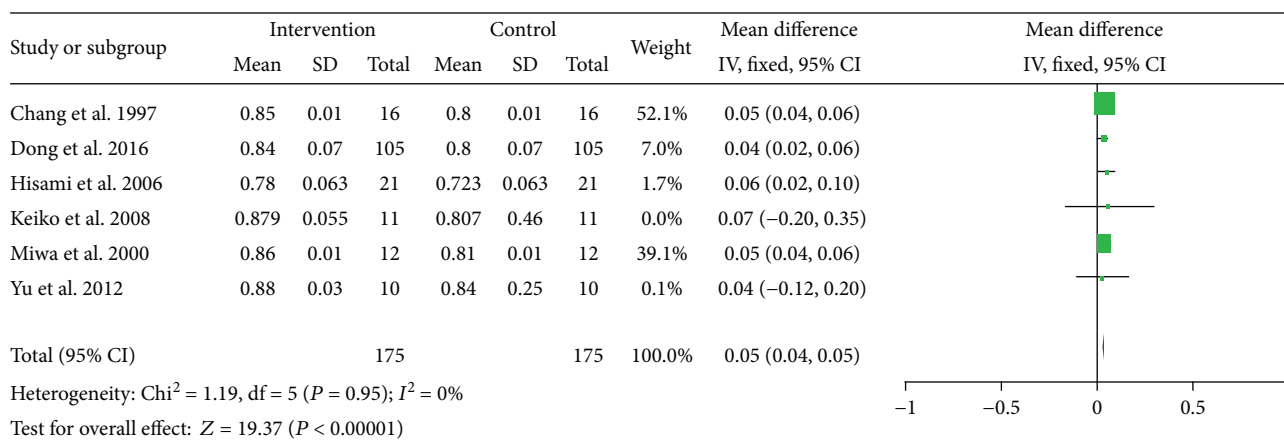 Study or subgroup Intervention Control Weight Mean difference Mean difference
Mean SD Total Mean SD Total IV, fixed, 95% CI IV, fixed, 95% CI
Chang et al. 1997 0.85 0.01 16 0.8 0.01 16 52.1% 0.05 (0.04, 0.06)
Dong et al. 2016 0.84 0.07 105 0.8 0.07 105 7.0% 0.04 (0.02, 0.06)
Hisami et al. 2006 0.78 0.063 21 0.723 0.063 21 1.7% 0.06 (0.02, 0.10)
Keiko et al. 2008 0.879 0.055 11 0.807 0.46 11 0.0% 0.07 (−0.20, 0.35)
Miwa et al. 2000 0.86 0.01 12 0.81 0.01 12 39.1% 0.05 (0.04, 0.06)
Yu et al. 2012 0.88 0.03 10 0.84 0.25 10 0.1% 0.04 (−0.12, 0.20)
Total (95% CI) 175 175 100.0% 0.05 (0.04, 0.05)
Heterogeneity: Chi² = 1.19, df = 5 (P = 0.95); I² = 0%
Test for overall effect: Z = 19.37 (P < 0.00001)
−1 −0.5 0 0.5